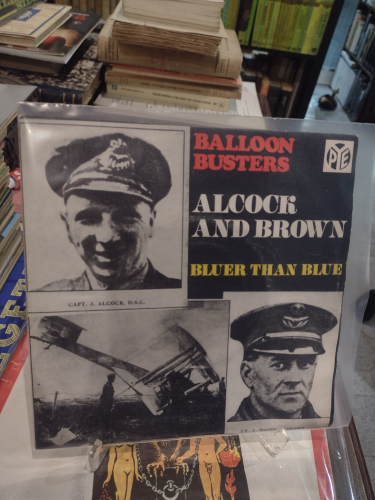 BALLOON
BUSTERS
PYE
ALCOCK
AND BROWN
BLUER THAN BLUE
CAPT. J. ALCOCK, D.S.C.